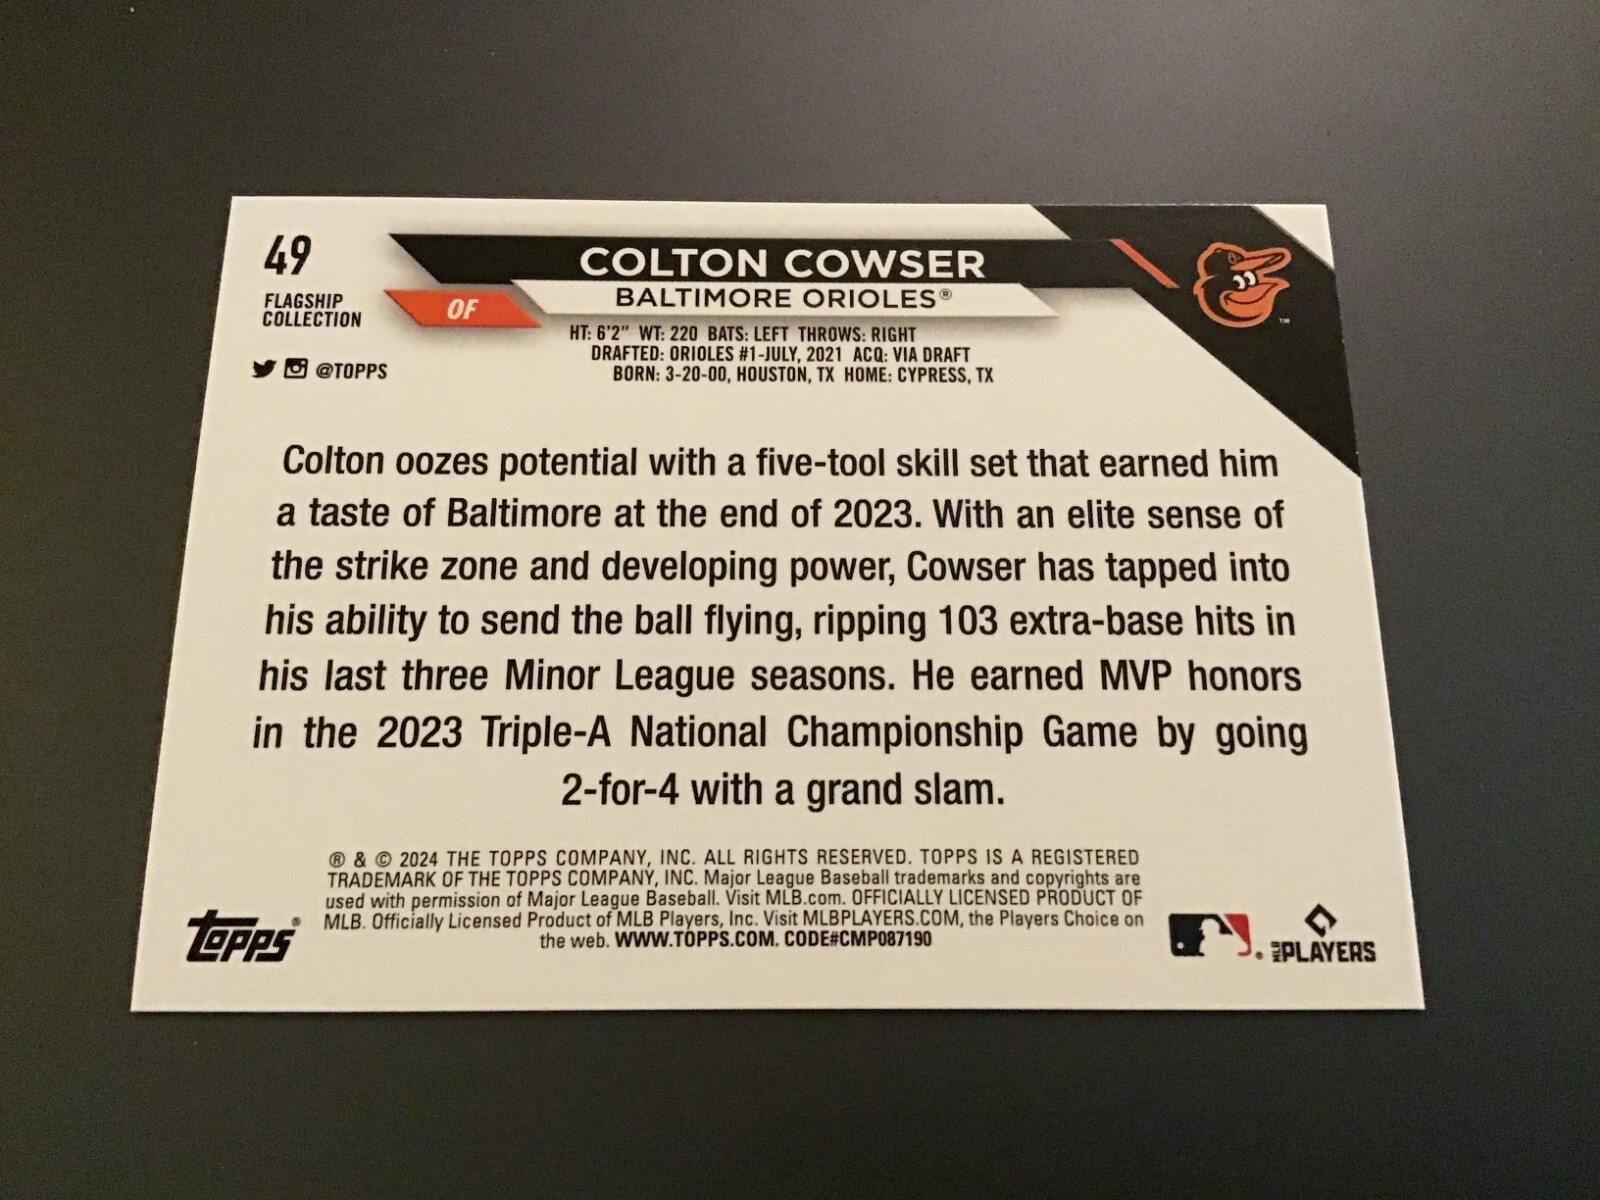 49
FLAGSHIP
COLLECTION
@TOPPS
COLTON COWSER
OF
BALTIMORE ORIOLES®
HT: 6'2" WT: 220 BATS: LEFT THROWS: RIGHT
DRAFTED: ORIOLES #1-JULY, 2021 ACQ: VIA DRAFT
BORN: 3-20-00, HOUSTON, TX HOME: CYPRESS, TX
™
Colton oozes potential with a five-tool skill set that earned him
a taste of Baltimore at the end of 2023. With an elite sense of
the strike zone and developing power, Cowser has tapped into
his ability to send the ball flying, ripping 103 extra-base hits in
his last three Minor League seasons. He earned MVP honors
in the 2023 Triple-A National Championship Game by going
2-for-4 with a grand slam.
® & © 2024 THE TOPPS COMPANY, INC. ALL RIGHTS RESERVED. TOPPS IS A REGISTERED
TRADEMARK OF THE TOPPS COMPANY, INC. Major League Baseball trademarks and copyrights are
used with permission of Major League Baseball. Visit MLB.com. OFFICIALLY LICENSED PRODUCT OF
MLB. Officially Licensed Product of MLB Players, Inc. Visit MLBPLAYERS.COM, the Players Choice on
the web. WWW.TOPPS.COM. CODE#CMP087190
topps®
®
MLB PLAYERS